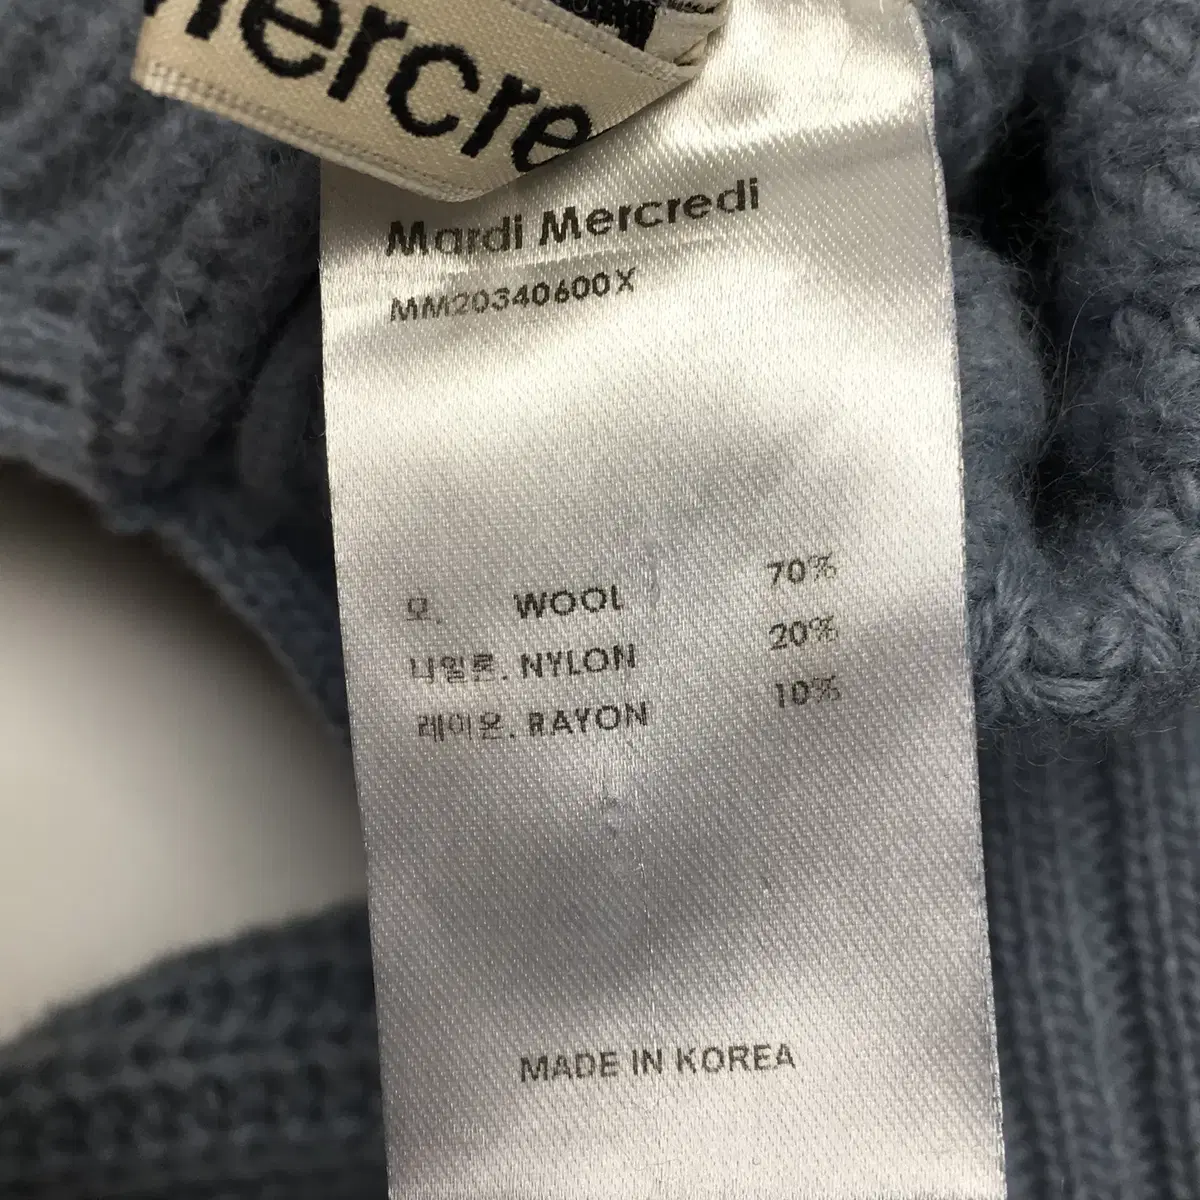 Mercre
Mardi Mercredi
MM20340600X
모. WOOL 70%
나일론. NYLON 20%
레이온. RAYON 10%
MADE IN KOREA